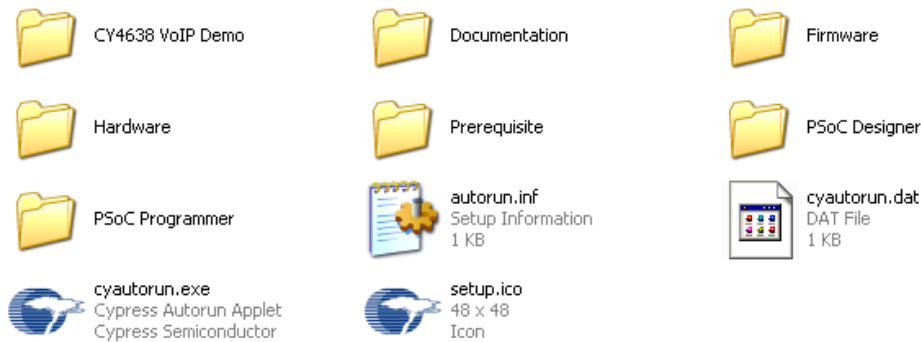 CY4638 VoIP Demo
Documentation
Firmware
Hardware
Prerequisite
PSoC Designer
PSoC Programmer
autorun.inf
Setup Information
1 KB
cyautorun.dat
DAT File
1 KB
cyautorun.exe
Cypress Autorun Applet
Cypress Semiconductor
setup.ico
48 x 48
Icon